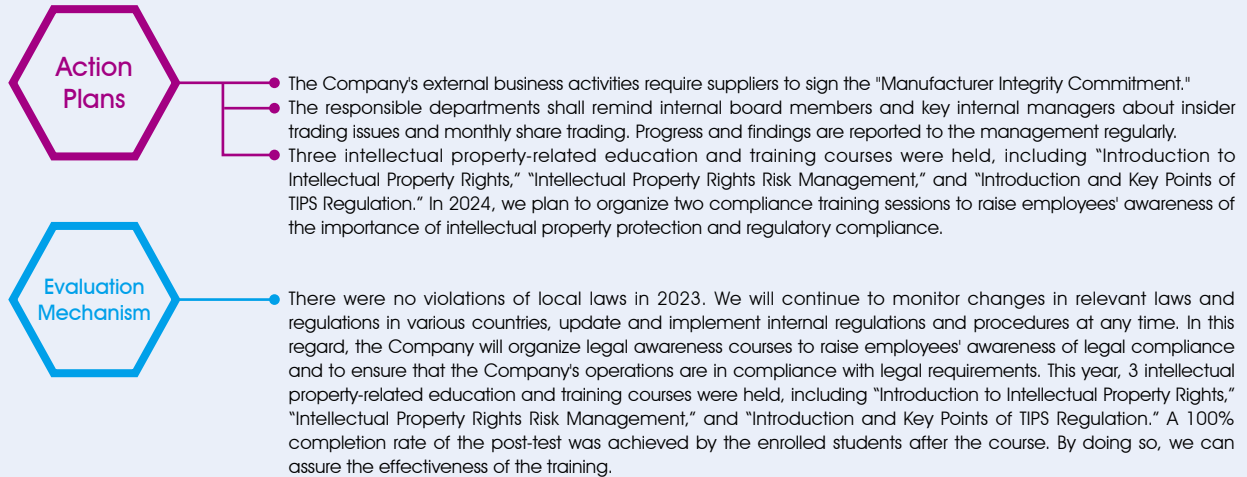 Action
Plans
The Company's external business activities require suppliers to sign the "Manufacturer Integrity Commitment."
The responsible departments shall remind internal board members and key internal managers about insider
trading issues and monthly share trading. Progress and findings are reported to the management regularly.
Three intellectual property-related education and training courses were held, including “Introduction to
Intellectual Property Rights,” “Intellectual Property Rights Risk Management,” and “Introduction and Key Points of
TIPS Regulation.” In 2024, we plan to organize two compliance training sessions to raise employees' awareness of
the importance of intellectual property protection and regulatory compliance.
Evaluation
Mechanism
There were no violations of local laws in 2023. We will continue to monitor changes in relevant laws and
regulations in various countries, update and implement internal regulations and procedures at any time. In this
regard, the Company will organize legal awareness courses to raise employees' awareness of legal compliance
and to ensure that the Company's operations are in compliance with legal requirements. This year, 3 intellectual
property-related education and training courses were held, including “Introduction to Intellectual Property Rights,”
“Intellectual Property Rights Risk Management,” and “Introduction and Key Points of TIPS Regulation.” A 100%
completion rate of the post-test was achieved by the enrolled students after the course. By doing so, we can
assure the effectiveness of the training.